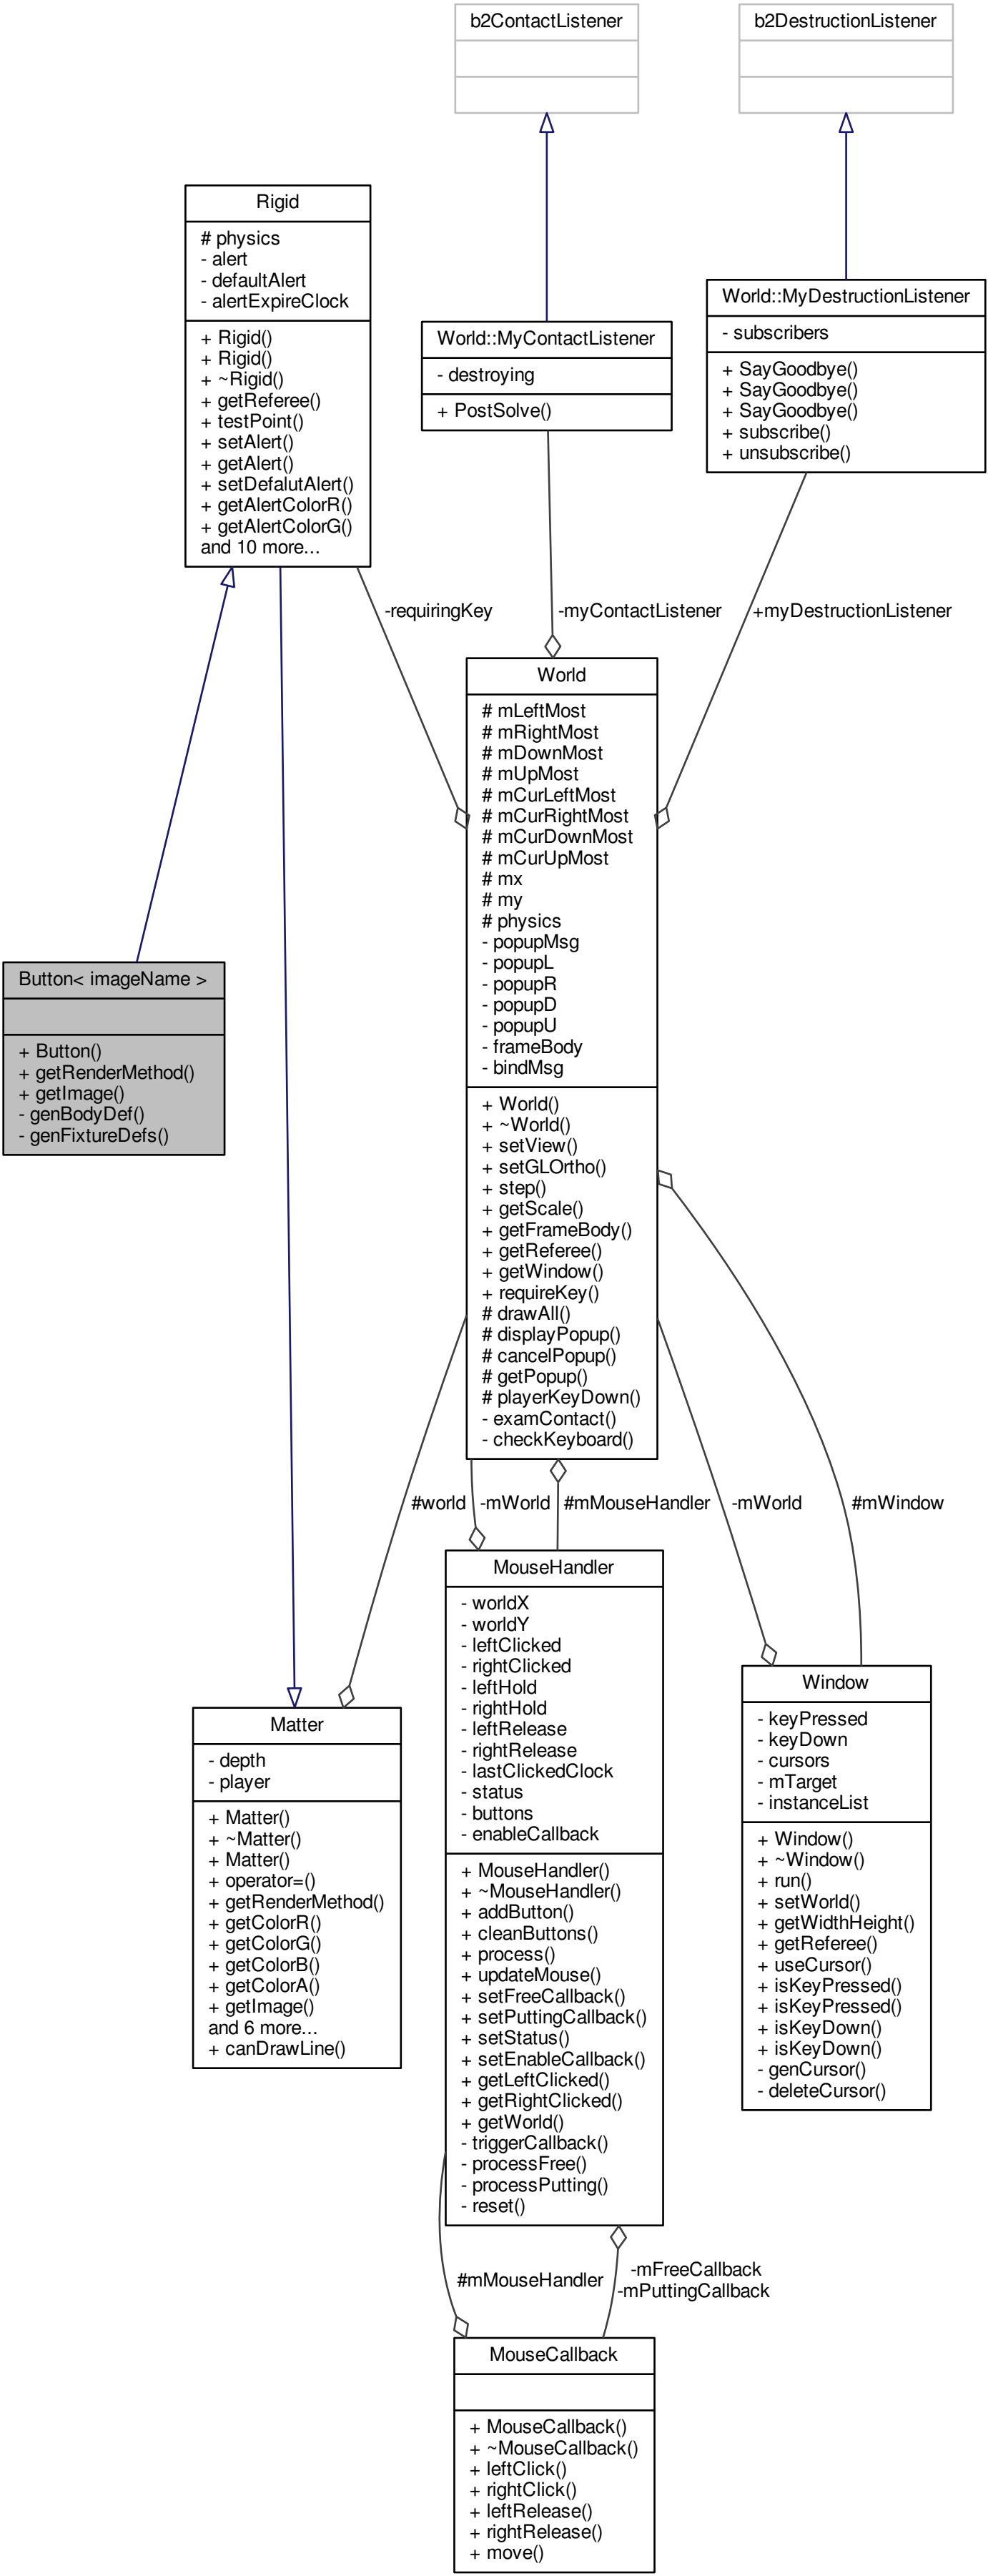 b2ContactListener
b2DestructionListener
Rigid
# physics
- alert
- defaultAlert
- alertExpireClock
+ Rigid()
+ Rigid()
+ ~Rigid()
+ getReferee()
+ testPoint()
+ setAlert()
+ getAlert()
+ setDefalutAlert()
+ getAlertColorR()
+ getAlertColorG()
and 10 more...
World::MyContactListener
- destroying
+ PostSolve()
World::MyDestructionListener
- subscribers
+ SayGoodbye()
+ SayGoodbye()
+ SayGoodbye()
+ subscribe()
+ unsubscribe()
-requiringKey
-myContactListener
+myDestructionListener
World
# mLeftMost
# mRightMost
# mDownMost
# mUpMost
# mCurLeftMost
# mCurRightMost
# mCurDownMost
# mCurUpMost
# mx
# my
# physics
- popupMsg
- popupL
- popupR
- popupD
- popupU
- frameBody
- bindMsg
+ World()
+ ~World()
+ setView()
+ setGLOrtho()
+ step()
+ getScale()
+ getFrameBody()
+ getReferee()
+ getWindow()
+ requireKey()
# drawAll()
# displayPopup()
# cancelPopup()
# getPopup()
# playerKeyDown()
- examContact()
- checkKeyboard()
Button< imageName >
+ Button()
+ getRenderMethod()
+ getImage()
- genBodyDef()
- genFixtureDefs()
#world
-mWorld
#mMouseHandler
-mWorld
#mWindow
MouseHandler
- worldX
- worldY
- leftClicked
- rightClicked
- leftHold
- rightHold
- leftRelease
- rightRelease
- lastClickedClock
- status
- buttons
- enableCallback
+ MouseHandler()
+ ~MouseHandler()
+ addButton()
+ cleanButtons()
+ process()
+ updateMouse()
+ setFreeCallback()
+ setPuttingCallback()
+ setStatus()
+ setEnableCallback()
+ getLeftClicked()
+ getRightClicked()
+ getWorld()
- triggerCallback()
- processFree()
- processPutting()
- reset()
Window
- keyPressed
- keyDown
- cursors
- mTarget
- instanceList
+ Window()
+ ~Window()
+ run()
+ setWorld()
+ getWidthHeight()
+ getReferee()
+ useCursor()
+ isKeyPressed()
+ isKeyPressed()
+ isKeyDown()
+ isKeyDown()
- genCursor()
- deleteCursor()
Matter
- depth
- player
+ Matter()
+ ~Matter()
+ Matter()
+ operator=()
+ getRenderMethod()
+ getColorR()
+ getColorG()
+ getColorB()
+ getColorA()
+ getImage()
and 6 more...
+ canDrawLine()
#mMouseHandler
-mFreeCallback
-mPuttingCallback
MouseCallback
+ MouseCallback()
+ ~MouseCallback()
+ leftClick()
+ rightClick()
+ leftRelease()
+ rightRelease()
+ move()